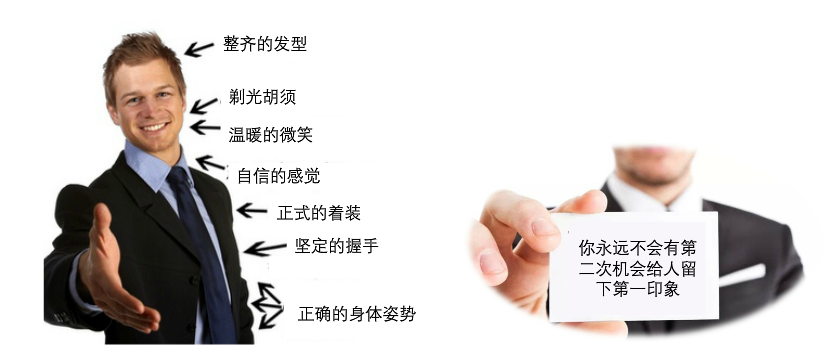 整齐的发型
剃光胡须
温暖的微笑
自信的感觉
正式的着装
坚定的握手
正确的身体姿势
你永远不会有第
二次机会给人留
下第一印象